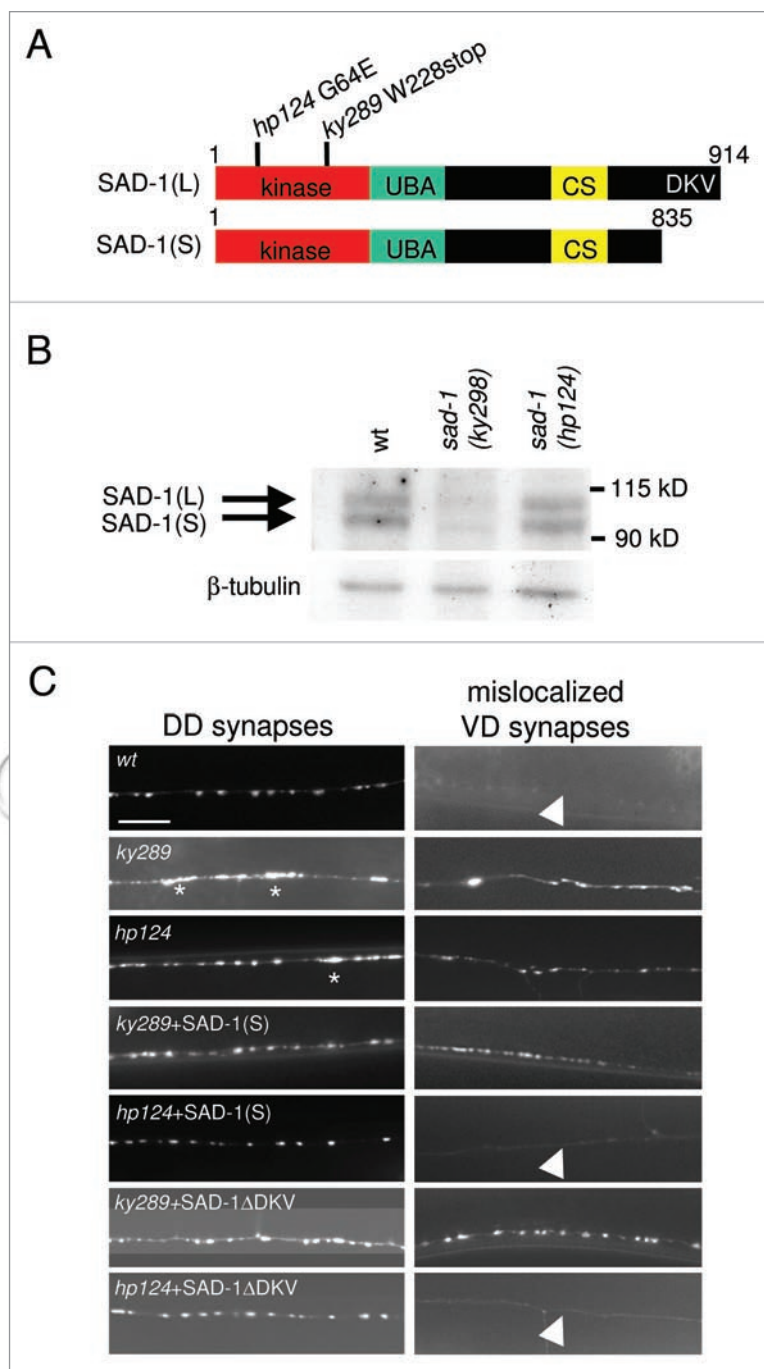 A
hp124 G64E
ky289 W228stop
1
914
SAD-1(L)
kinase
UBA
CS
DKV
1
835
SAD-1(S)
kinase
UBA
CS
B
wt
sad-1
(ky298)
sad-1
(hp124)
SAD-1(L)
SAD-1(S)
115 kD
90 kD
β-tubulin
C
DD synapses
mislocalized
VD synapses
wt
ky289
*
*
hp124
*
ky289+SAD-1(S)
hp124+SAD-1(S)
ky289+SAD-1ΔDKV
hp124+SAD-1ΔDKV